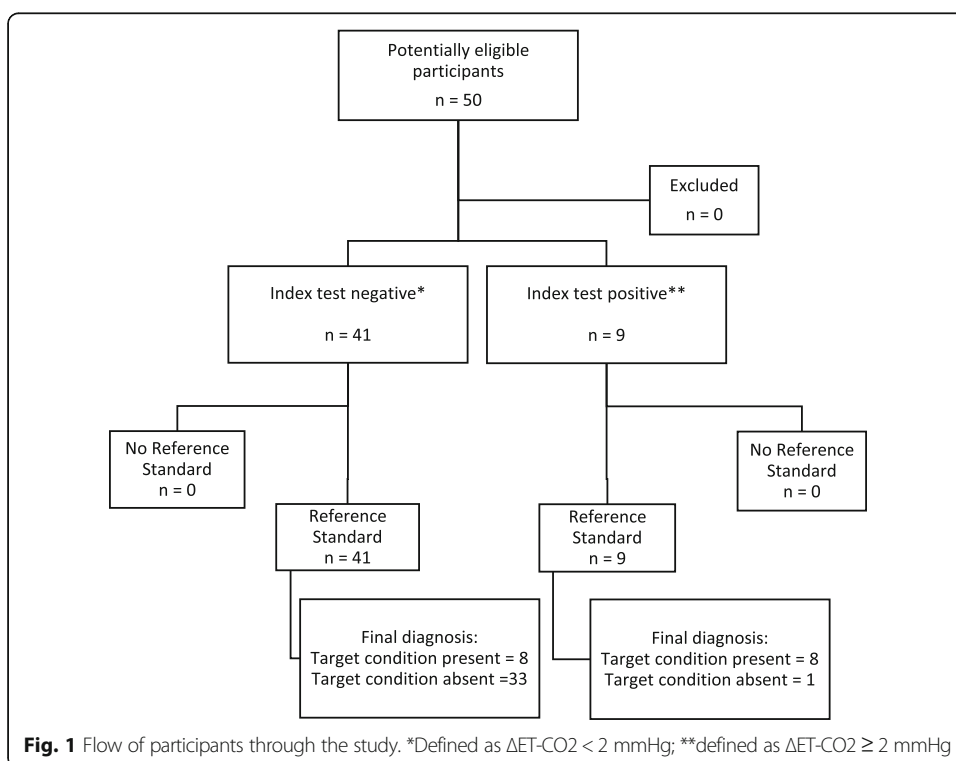 Potentially eligible
participants
n = 50
Excluded
n = 0
Index test negative*
n = 41
Index test positive**
n = 9
No Reference
Standard
n = 0
Reference
Standard
n = 41
Reference
Standard
n = 9
No Reference
Standard
n = 0
Final diagnosis:
Target condition present = 8
Target condition absent =33
Final diagnosis:
Target condition present = 8
Target condition absent = 1
Fig. 1 Flow of participants through the study. *Defined as ΔET-CO2 < 2 mmHg; **defined as ΔET-CO2 ≥ 2 mmHg